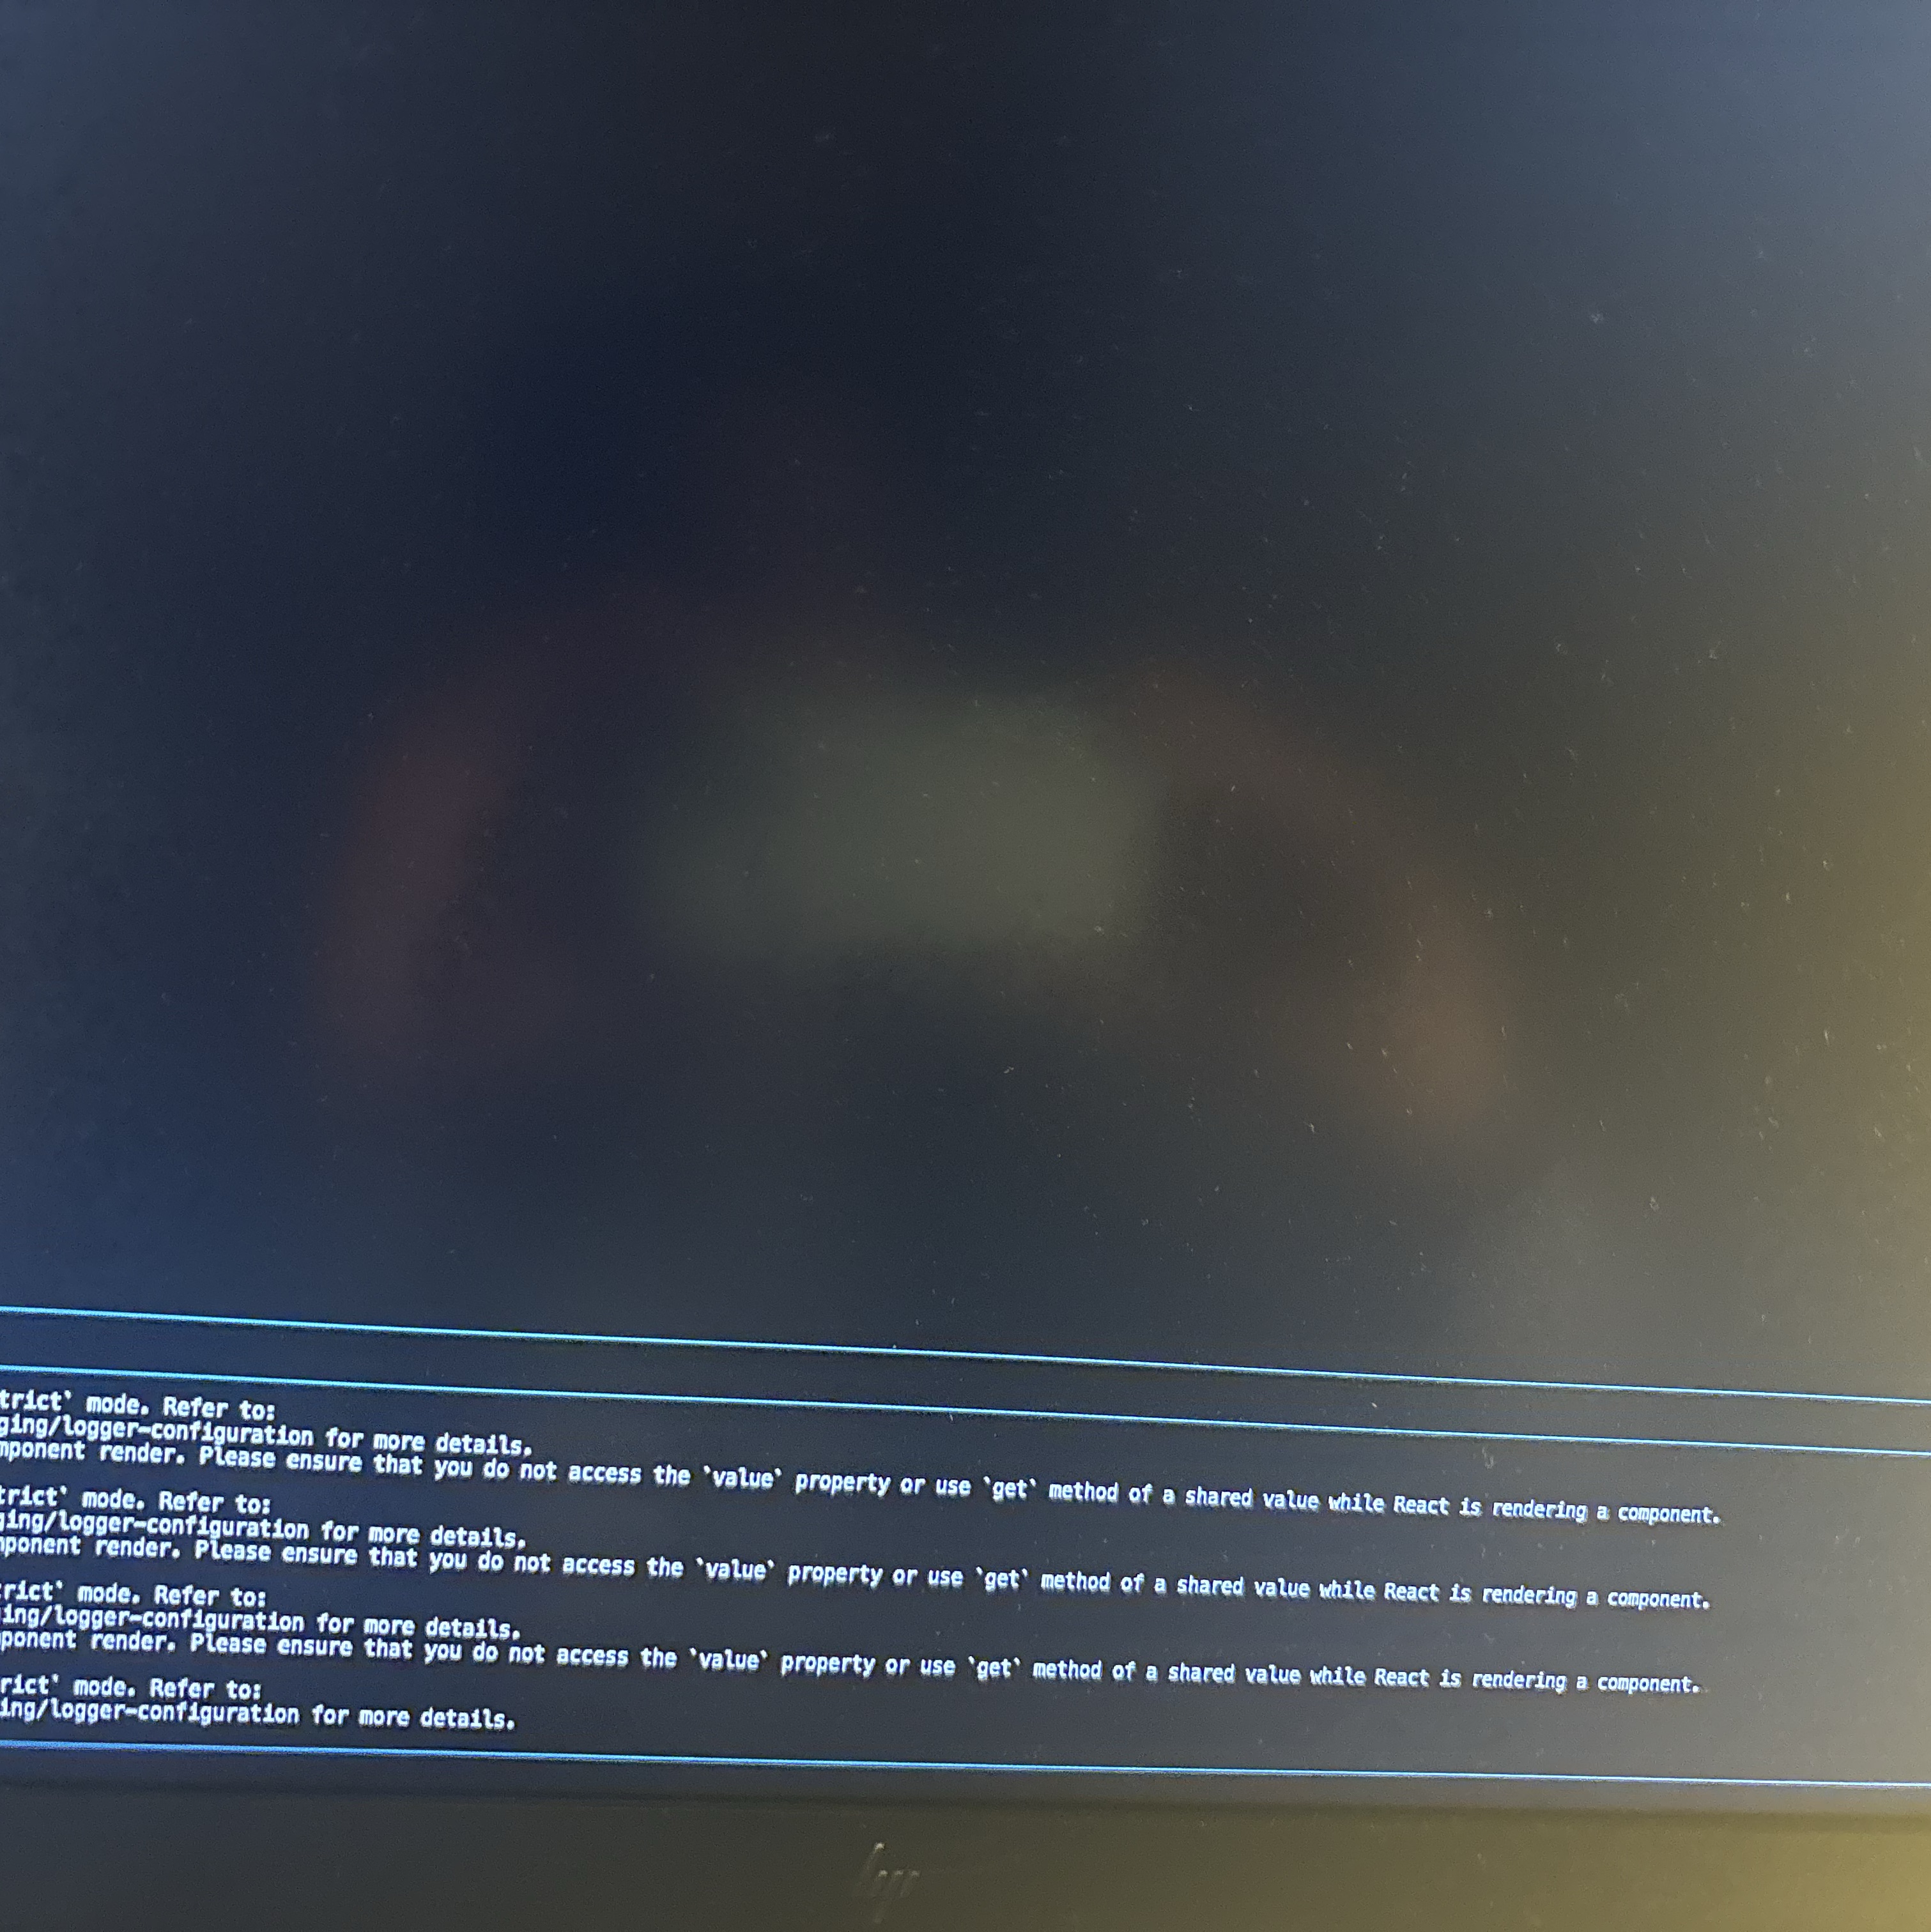 trict` mode. Refer to:
ging/logger-configuration for more details.
mponent render. Please ensure that you do not access the `value` property or use `get` method of a shared value while React is rendering a component.
trict` mode. Refer to:
ging/logger-configuration for more details.
mponent render. Please ensure that you do not access the `value` property or use `get` method of a shared value while React is rendering a component.
rict` mode. Refer to:
ing/logger-configuration for more details.
ponent render. Please ensure that you do not access the `value` property or use `get` method of a shared value while React is rendering a component.
rict` mode. Refer to:
ing/logger-configuration for more details.
hp